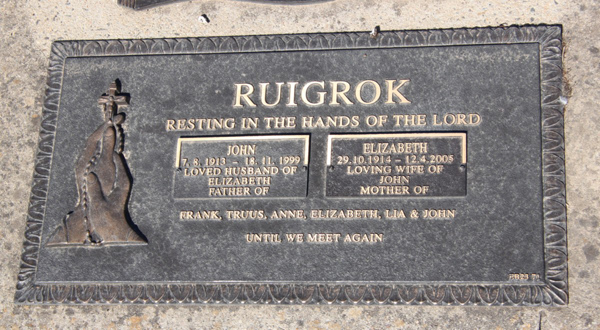 RUIGROK
RESTING IN THE HANDS OF THE LORD
JOHN
7. 8. 1913 – 18. 11. 1999
LOVED HUSBAND OF
ELIZABETH
FATHER OF
ELIZABETH
29.10.1914 – 12.4.2005
LOVING WIFE OF
JOHN
MOTHER OF
FRANK, TRUUS, ANNE, ELIZABETH, LIA & JOHN
UNTIL WE MEET AGAIN